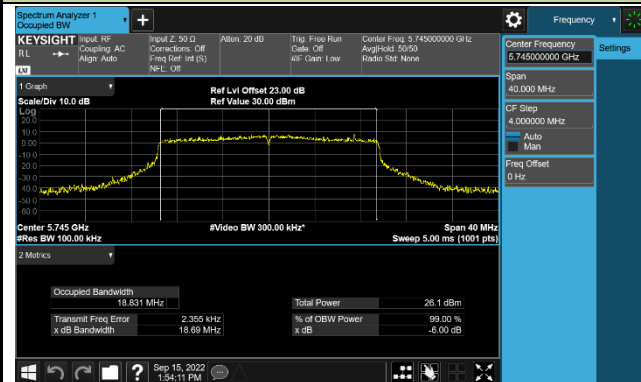 Spectrum Analyzer 1
Occupied BW
+
Frequency
KEYSIGHT
Input: RF
Coupling: AC
Align: Auto
Input Z: 50 Ω
Corrections: Off
Freq Ref: Int (S)
NFE: Off
Atten: 20 dB
Trig: Free Run
Gate: Off
#IF Gain: Low
Center Freq: 5.745000000 GHz
Avg|Hold: 50/50
Radio Std: None
RL
LXI
Center Frequency
5.745000000 GHz
Settings
Span
40.000 MHz
CF Step
4.000000 MHz
Auto
Man
Freq Offset
0 Hz
1 Graph
Scale/Div 10.0 dB
Ref Lvl Offset 23.00 dB
Ref Value 30.00 dBm
Log
20.0
10.0
0.00
-10.0
-20.0
-30.0
-40.0
-50.0
-60.0
Center 5.745 GHz
#Res BW 100.00 kHz
#Video BW 300.00 kHz*
Span 40 MHz
Sweep 5.00 ms (1001 pts)
2 Metrics
Occupied Bandwidth
18.831 MHz
Total Power 26.1 dBm
Transmit Freq Error 2.355 kHz
% of OBW Power 99.00 %
x dB Bandwidth 18.69 MHz
x dB -6.00 dB
?
Sep 15, 2022
1:54:11 PM